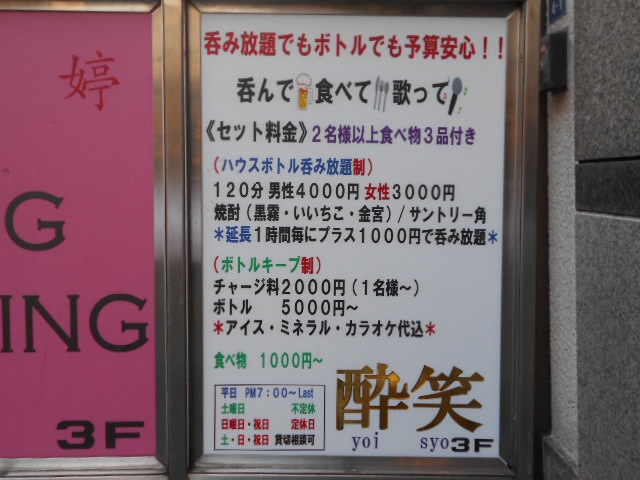 婷
G
ING
3F
呑み放題でもボトルでも予算安心！！
呑んで食べて歌って
《セット料金》2名様以上食べ物3品付き
（ハウスボトル呑み放題制）
120分 男性4000円 女性3000円
焼酎（黒霧・いいちこ・金宮）/サントリー角
*延長1時間毎にプラス1000円で呑み放題*
（ボトルキープ制）
チャージ料2000円（1名様～）
ボトル 5000円～
*アイス・ミネラル・カラオケ代込*
食べ物 1000円～
平日 PM7：00～Last
土曜日 不定休
日曜日・祝日 定休日
土・日・祝日 貸切相談可
酔笑
yoi syo
3F